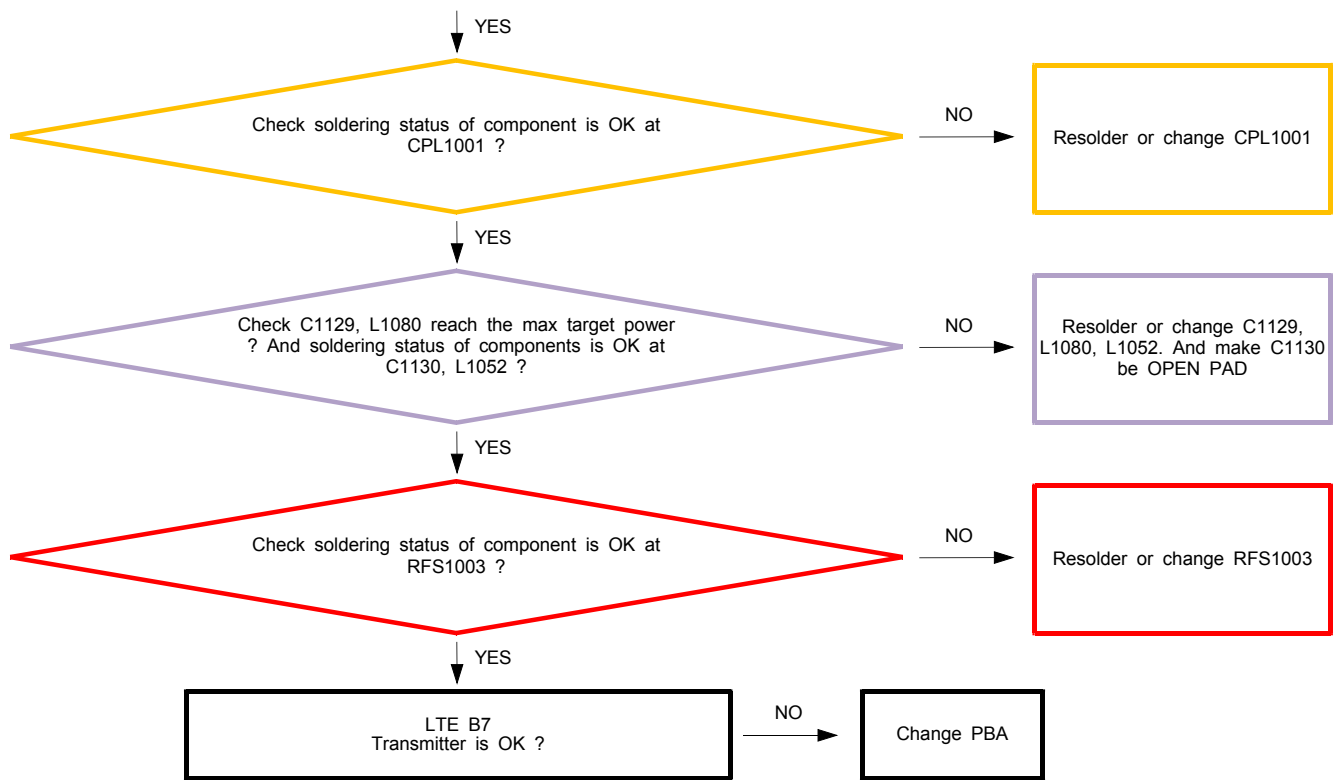 YES
Check soldering status of component is OK at
CPL1001 ?
NO
Resolder or change CPL1001
YES
Check C1129, L1080 reach the max target power
? And soldering status of components is OK at
C1130, L1052 ?
NO
Resolder or change C1129,
L1080, L1052. And make C1130
be OPEN PAD
YES
Check soldering status of component is OK at
RFS1003 ?
NO
Resolder or change RFS1003
YES
LTE B7
Transmitter is OK ?
NO
Change PBA